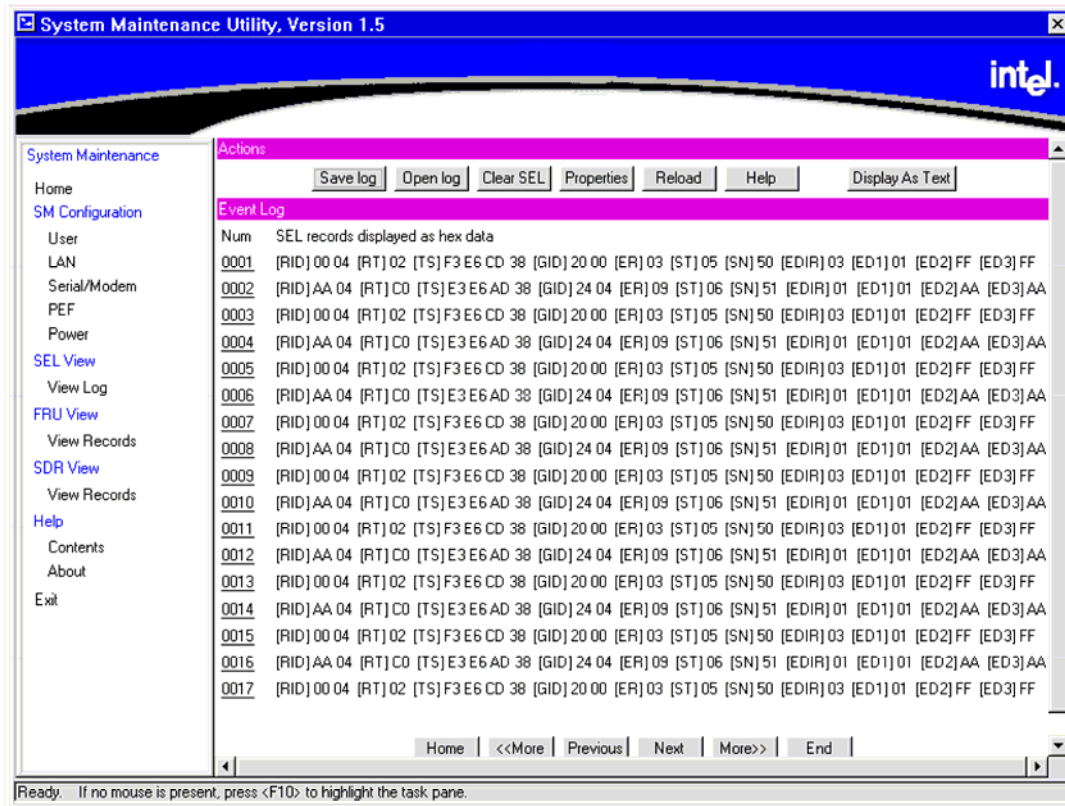 System Maintenance Utility, Version 1.5
intel.
System Maintenance
Home
SM Configuration
User
LAN
Serial/Modem
PEF
Power
SEL View
View Log
FRU View
View Records
SDR View
View Records
Help
Contents
About
Exit
Actions
Save log Open log Clear SEL Properties Reload Help Display As Text
Event Log
Num SEL records displayed as hex data
0001 [RID] 00 04 [RT] 02 [TS] F3 E6 CD 38 [GID] 20 00 [ER] 03 [ST] 05 [SN] 50 [EDIR] 03 [ED1] 01 [ED2] FF [ED3] FF
0002 [RID] AA 04 [RT] C0 [TS] E3 E6 AD 38 [GID] 24 04 [ER] 09 [ST] 06 [SN] 51 [EDIR] 01 [ED1] 01 [ED2] AA [ED3] AA
0003 [RID] 00 04 [RT] 02 [TS] F3 E6 CD 38 [GID] 20 00 [ER] 03 [ST] 05 [SN] 50 [EDIR] 03 [ED1] 01 [ED2] FF [ED3] FF
0004 [RID] AA 04 [RT] C0 [TS] E3 E6 AD 38 [GID] 24 04 [ER] 09 [ST] 06 [SN] 51 [EDIR] 01 [ED1] 01 [ED2] AA [ED3] AA
0005 [RID] 00 04 [RT] 02 [TS] F3 E6 CD 38 [GID] 20 00 [ER] 03 [ST] 05 [SN] 50 [EDIR] 03 [ED1] 01 [ED2] FF [ED3] FF
0006 [RID] AA 04 [RT] C0 [TS] E3 E6 AD 38 [GID] 24 04 [ER] 09 [ST] 06 [SN] 51 [EDIR] 01 [ED1] 01 [ED2] AA [ED3] AA
0007 [RID] 00 04 [RT] 02 [TS] F3 E6 CD 38 [GID] 20 00 [ER] 03 [ST] 05 [SN] 50 [EDIR] 03 [ED1] 01 [ED2] FF [ED3] FF
0008 [RID] AA 04 [RT] C0 [TS] E3 E6 AD 38 [GID] 24 04 [ER] 09 [ST] 06 [SN] 51 [EDIR] 01 [ED1] 01 [ED2] AA [ED3] AA
0009 [RID] 00 04 [RT] 02 [TS] F3 E6 CD 38 [GID] 20 00 [ER] 03 [ST] 05 [SN] 50 [EDIR] 03 [ED1] 01 [ED2] FF [ED3] FF
0010 [RID] AA 04 [RT] C0 [TS] E3 E6 AD 38 [GID] 24 04 [ER] 09 [ST] 06 [SN] 51 [EDIR] 01 [ED1] 01 [ED2] AA [ED3] AA
0011 [RID] 00 04 [RT] 02 [TS] F3 E6 CD 38 [GID] 20 00 [ER] 03 [ST] 05 [SN] 50 [EDIR] 03 [ED1] 01 [ED2] FF [ED3] FF
0012 [RID] AA 04 [RT] C0 [TS] E3 E6 AD 38 [GID] 24 04 [ER] 09 [ST] 06 [SN] 51 [EDIR] 01 [ED1] 01 [ED2] AA [ED3] AA
0013 [RID] 00 04 [RT] 02 [TS] F3 E6 CD 38 [GID] 20 00 [ER] 03 [ST] 05 [SN] 50 [EDIR] 03 [ED1] 01 [ED2] FF [ED3] FF
0014 [RID] AA 04 [RT] C0 [TS] E3 E6 AD 38 [GID] 24 04 [ER] 09 [ST] 06 [SN] 51 [EDIR] 01 [ED1] 01 [ED2] AA [ED3] AA
0015 [RID] 00 04 [RT] 02 [TS] F3 E6 CD 38 [GID] 20 00 [ER] 03 [ST] 05 [SN] 50 [EDIR] 03 [ED1] 01 [ED2] FF [ED3] FF
0016 [RID] AA 04 [RT] C0 [TS] E3 E6 AD 38 [GID] 24 04 [ER] 09 [ST] 06 [SN] 51 [EDIR] 01 [ED1] 01 [ED2] AA [ED3] AA
0017 [RID] 00 04 [RT] 02 [TS] F3 E6 CD 38 [GID] 20 00 [ER] 03 [ST] 05 [SN] 50 [EDIR] 03 [ED1] 01 [ED2] FF [ED3] FF
Home <<More Previous Next More>> End
Ready. If no mouse is present, press <F10> to highlight the task pane.